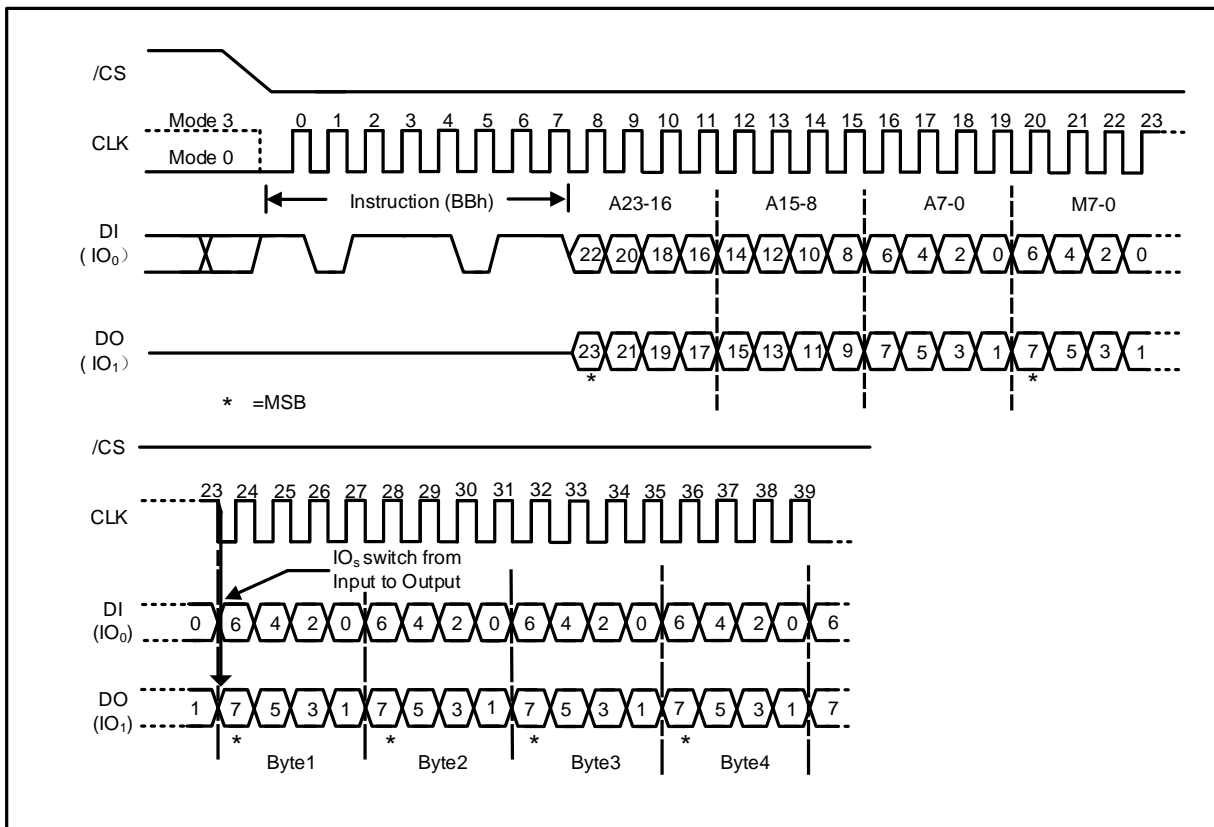 /CS
Mode 3
0 1 2 3 4 5 6 7 8 9 10 11 12 13 14 15 16 17 18 19 20 21 22 23
CLK
Mode 0
Instruction (BBh) A23-16 A15-8 A7-0 M7-0
DI
( IO0 )
22 20 18 16 14 12 10 8 6 4 2 0 6 4 2 0
DO
( IO1 )
23 21 19 17 15 13 11 9 7 5 3 1 7 5 3 1
* *
* =MSB
/CS
23 24 25 26 27 28 29 30 31 32 33 34 35 36 37 38 39
CLK
IOs switch from
Input to Output
DI
(IO0)
0 6 4 2 0 6 4 2 0 6 4 2 0 6 4 2 0 6
DO
(IO1)
1 7 5 3 1 7 5 3 1 7 5 3 1 7 5 3 1 7
* * * *
Byte1 Byte2 Byte3 Byte4